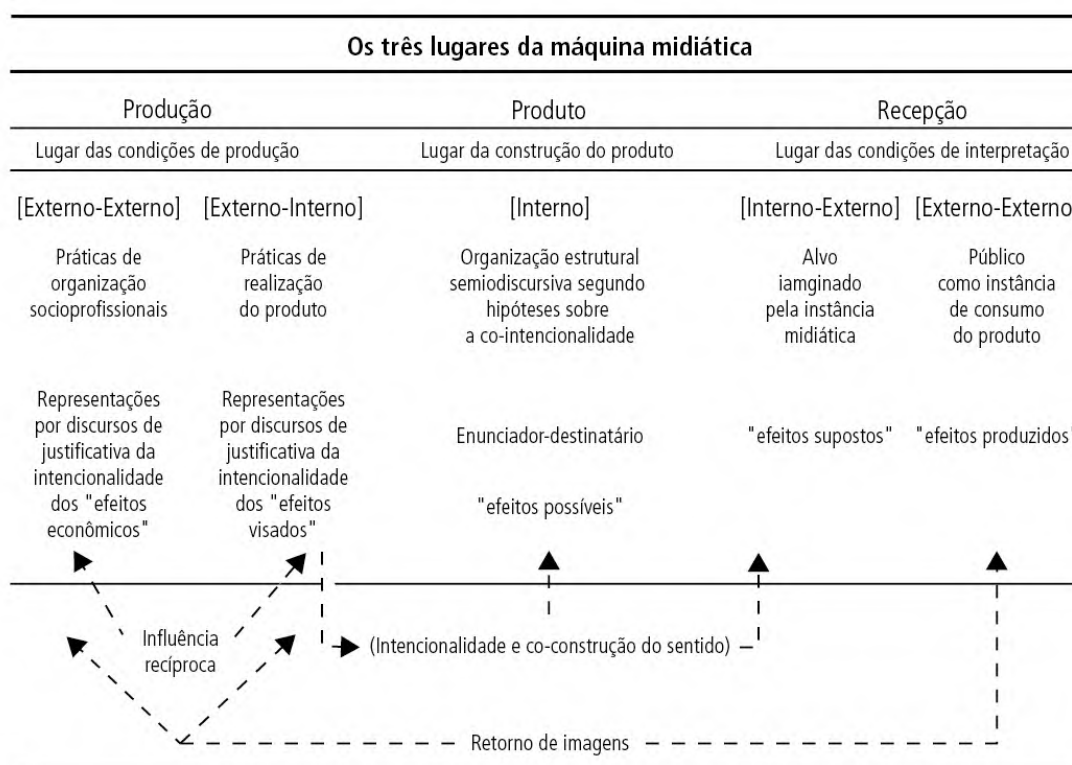 Os três lugares da máquina midiática
Produção
Produto
Recepção
Lugar das condições de produção
Lugar da construção do produto
Lugar das condições de interpretação
[Externo-Externo]
[Externo-Interno]
[Interno]
[Interno-Externo]
[Externo-Externo
Práticas de
organização
socioprofissionais
Práticas de
realização
do produto
Organização estrutural
semiodiscursiva segundo
hipóteses sobre
a co-intencionalidade
Alvo
iamginado
pela instância
midiática
Público
como instância
de consumo
do produto
Representações
por discursos de
justificativa da
intencionalidade
dos "efeitos
econômicos"
Representações
por discursos de
justificativa da
intencionalidade
dos "efeitos
visados"
Enunciador-destinatário
"efeitos possíveis"
"efeitos supostos"
"efeitos produzidos"
Influência
recíproca
(Intencionalidade e co-construção do sentido)
Retorno de imagens